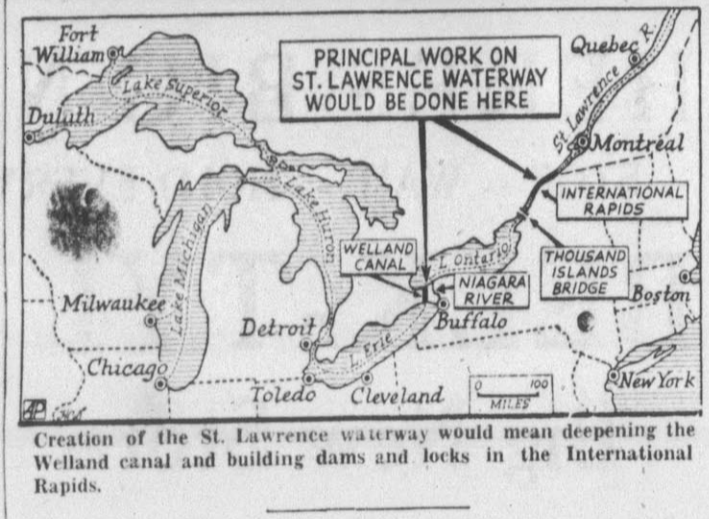 Fort
William
Lake Superior
Duluth
PRINCIPAL WORK ON
ST. LAWRENCE WATERWAY
WOULD BE DONE HERE
Quebec
St Lawrence R.
Montreal
INTERNATIONAL
RAPIDS
Lake Huron
Lake Michigan
WELLAND
CANAL
L. Ontario
NIAGARA
RIVER
THOUSAND
ISLANDS
BRIDGE
Boston
Milwaukee
Detroit
Buffalo
L. Erie
Chicago
Toledo
Cleveland
0 100
MILES
New York
AP
Creation of the St. Lawrence waterway would mean deepening the
Welland canal and building dams and locks in the International
Rapids.